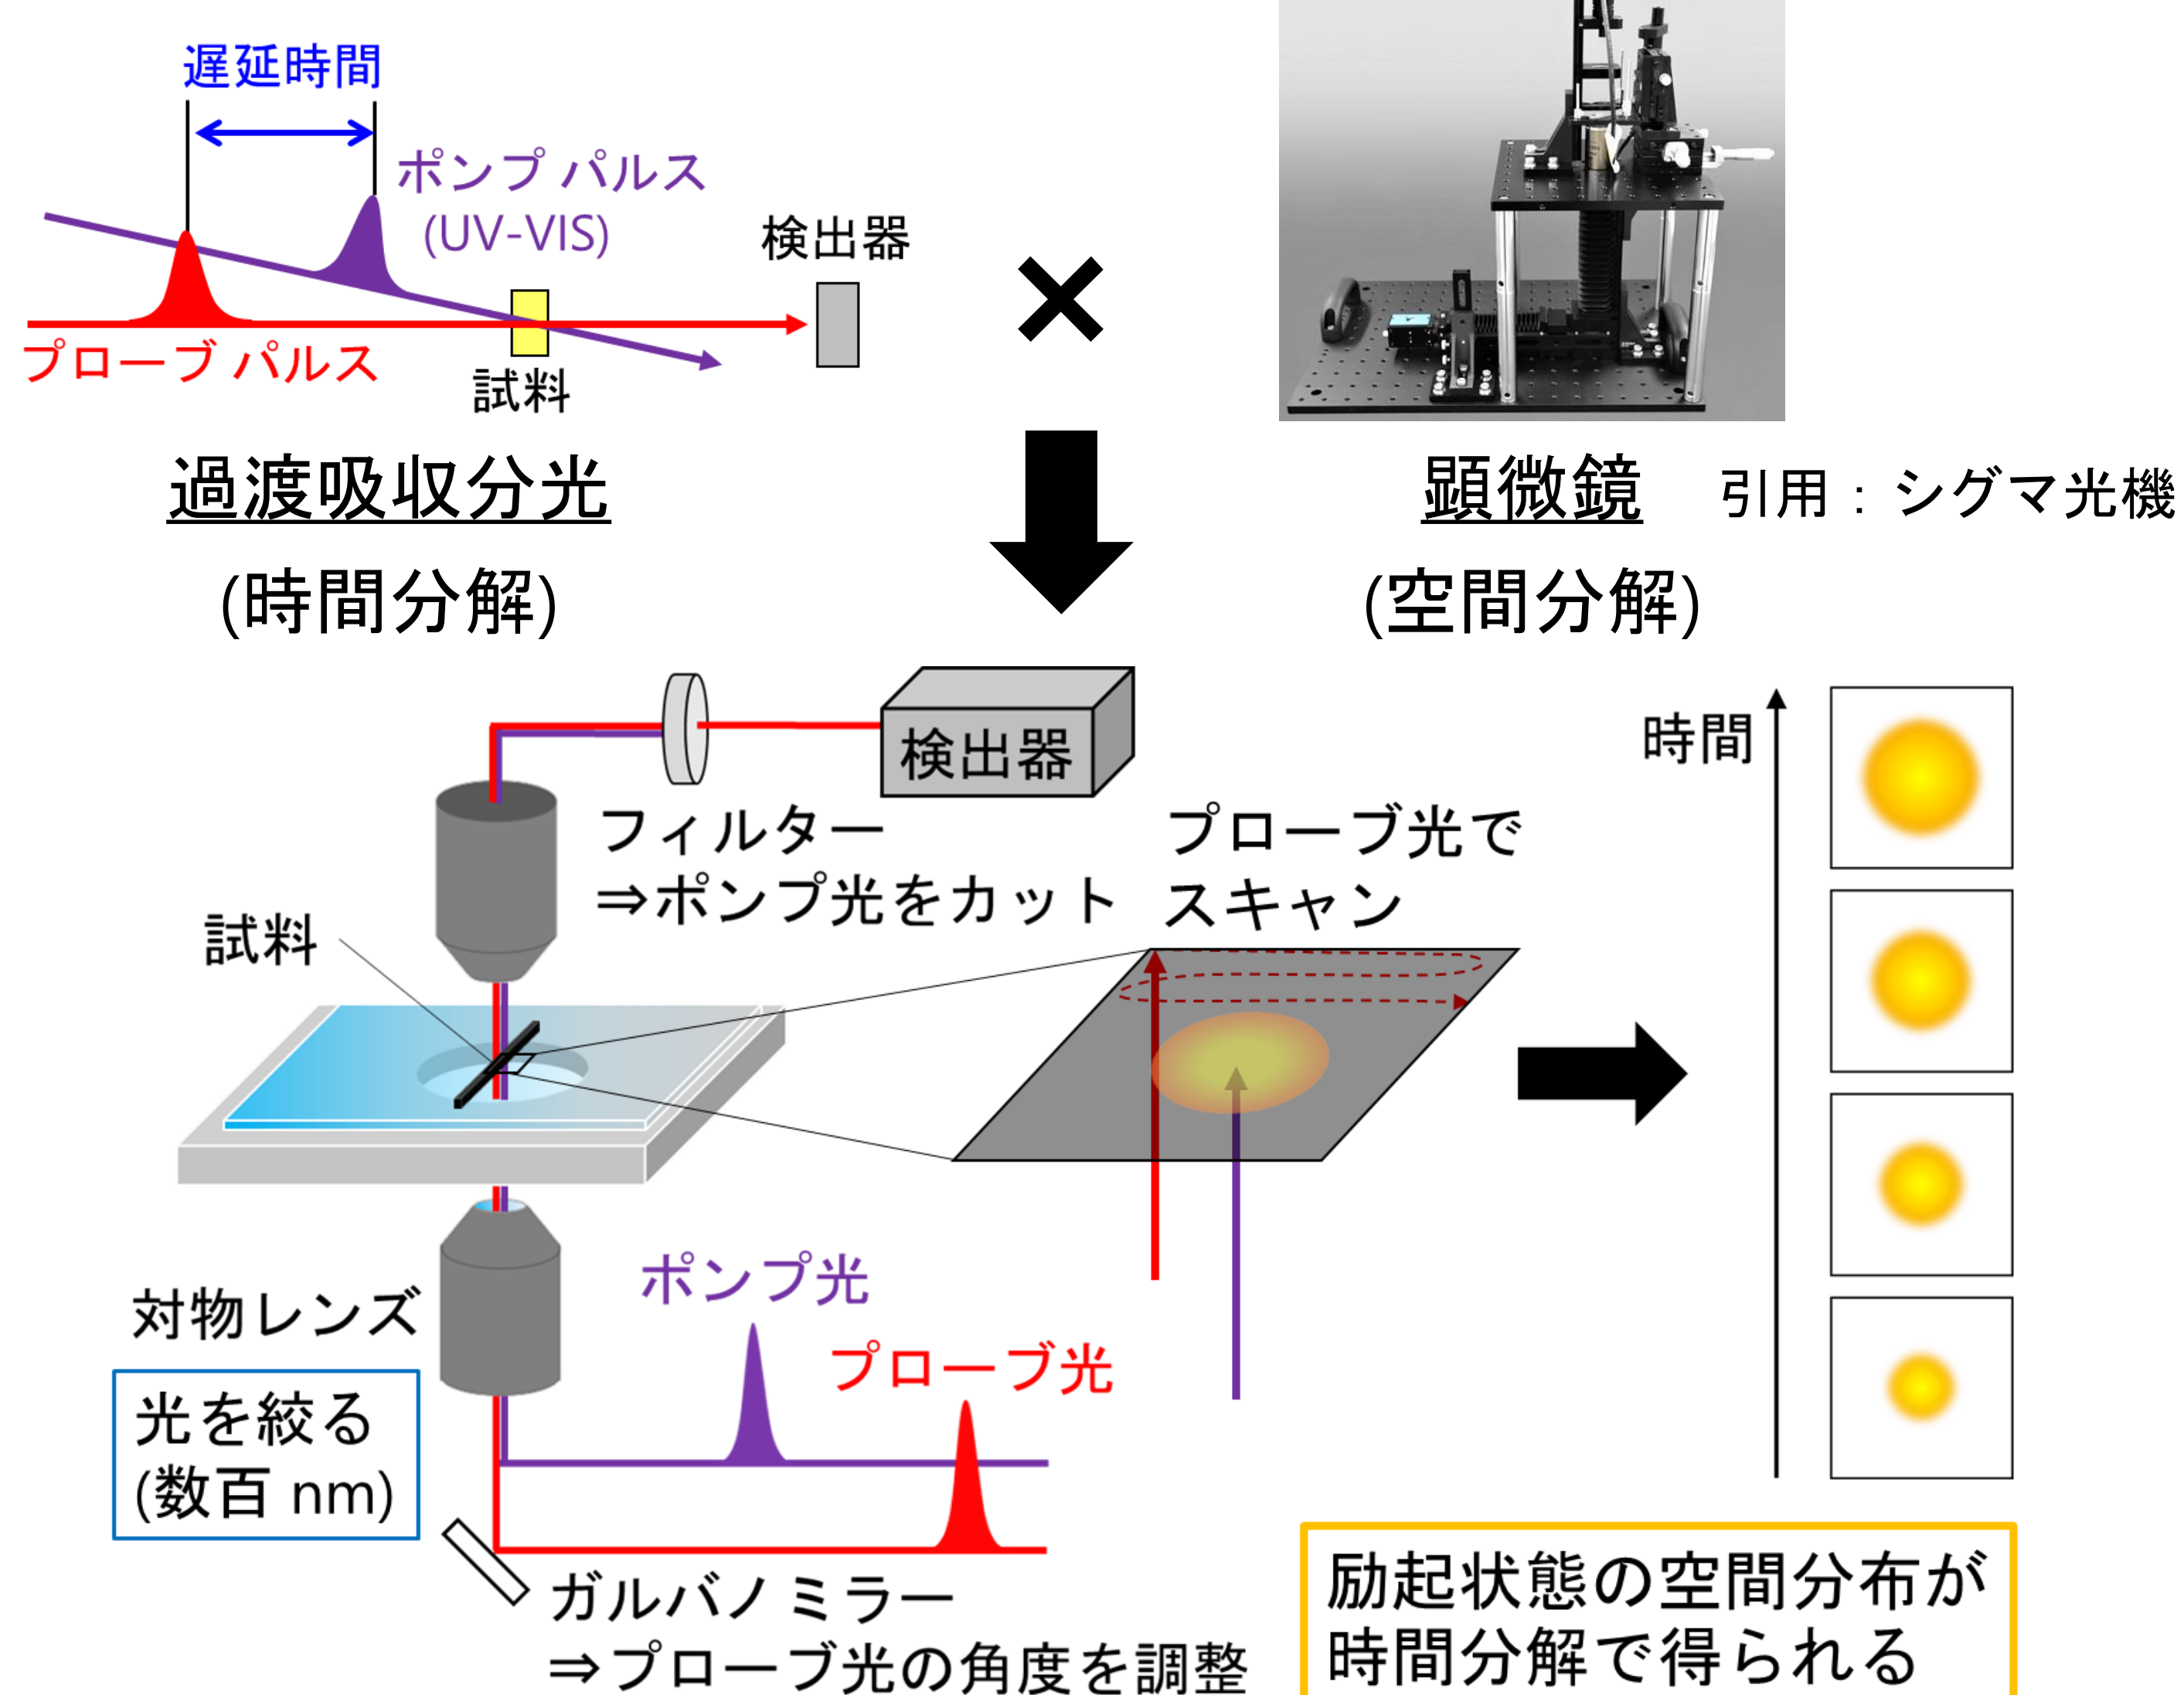 遅延時間
ポンプ パルス
(UV-VIS)
検出器
プローブ パルス
試料
過渡吸収分光
(時間分解)
顕微鏡
引用：シグマ光機
(空間分解)
検出器
フィルター
⇒ポンプ光をカット
プローブ光で
スキャン
時間
試料
対物レンズ
光を絞る
(数百 nm)
ポンプ光
プローブ光
ガルバノミラー
⇒プローブ光の角度を調整
励起状態の空間分布が
時間分解で得られる